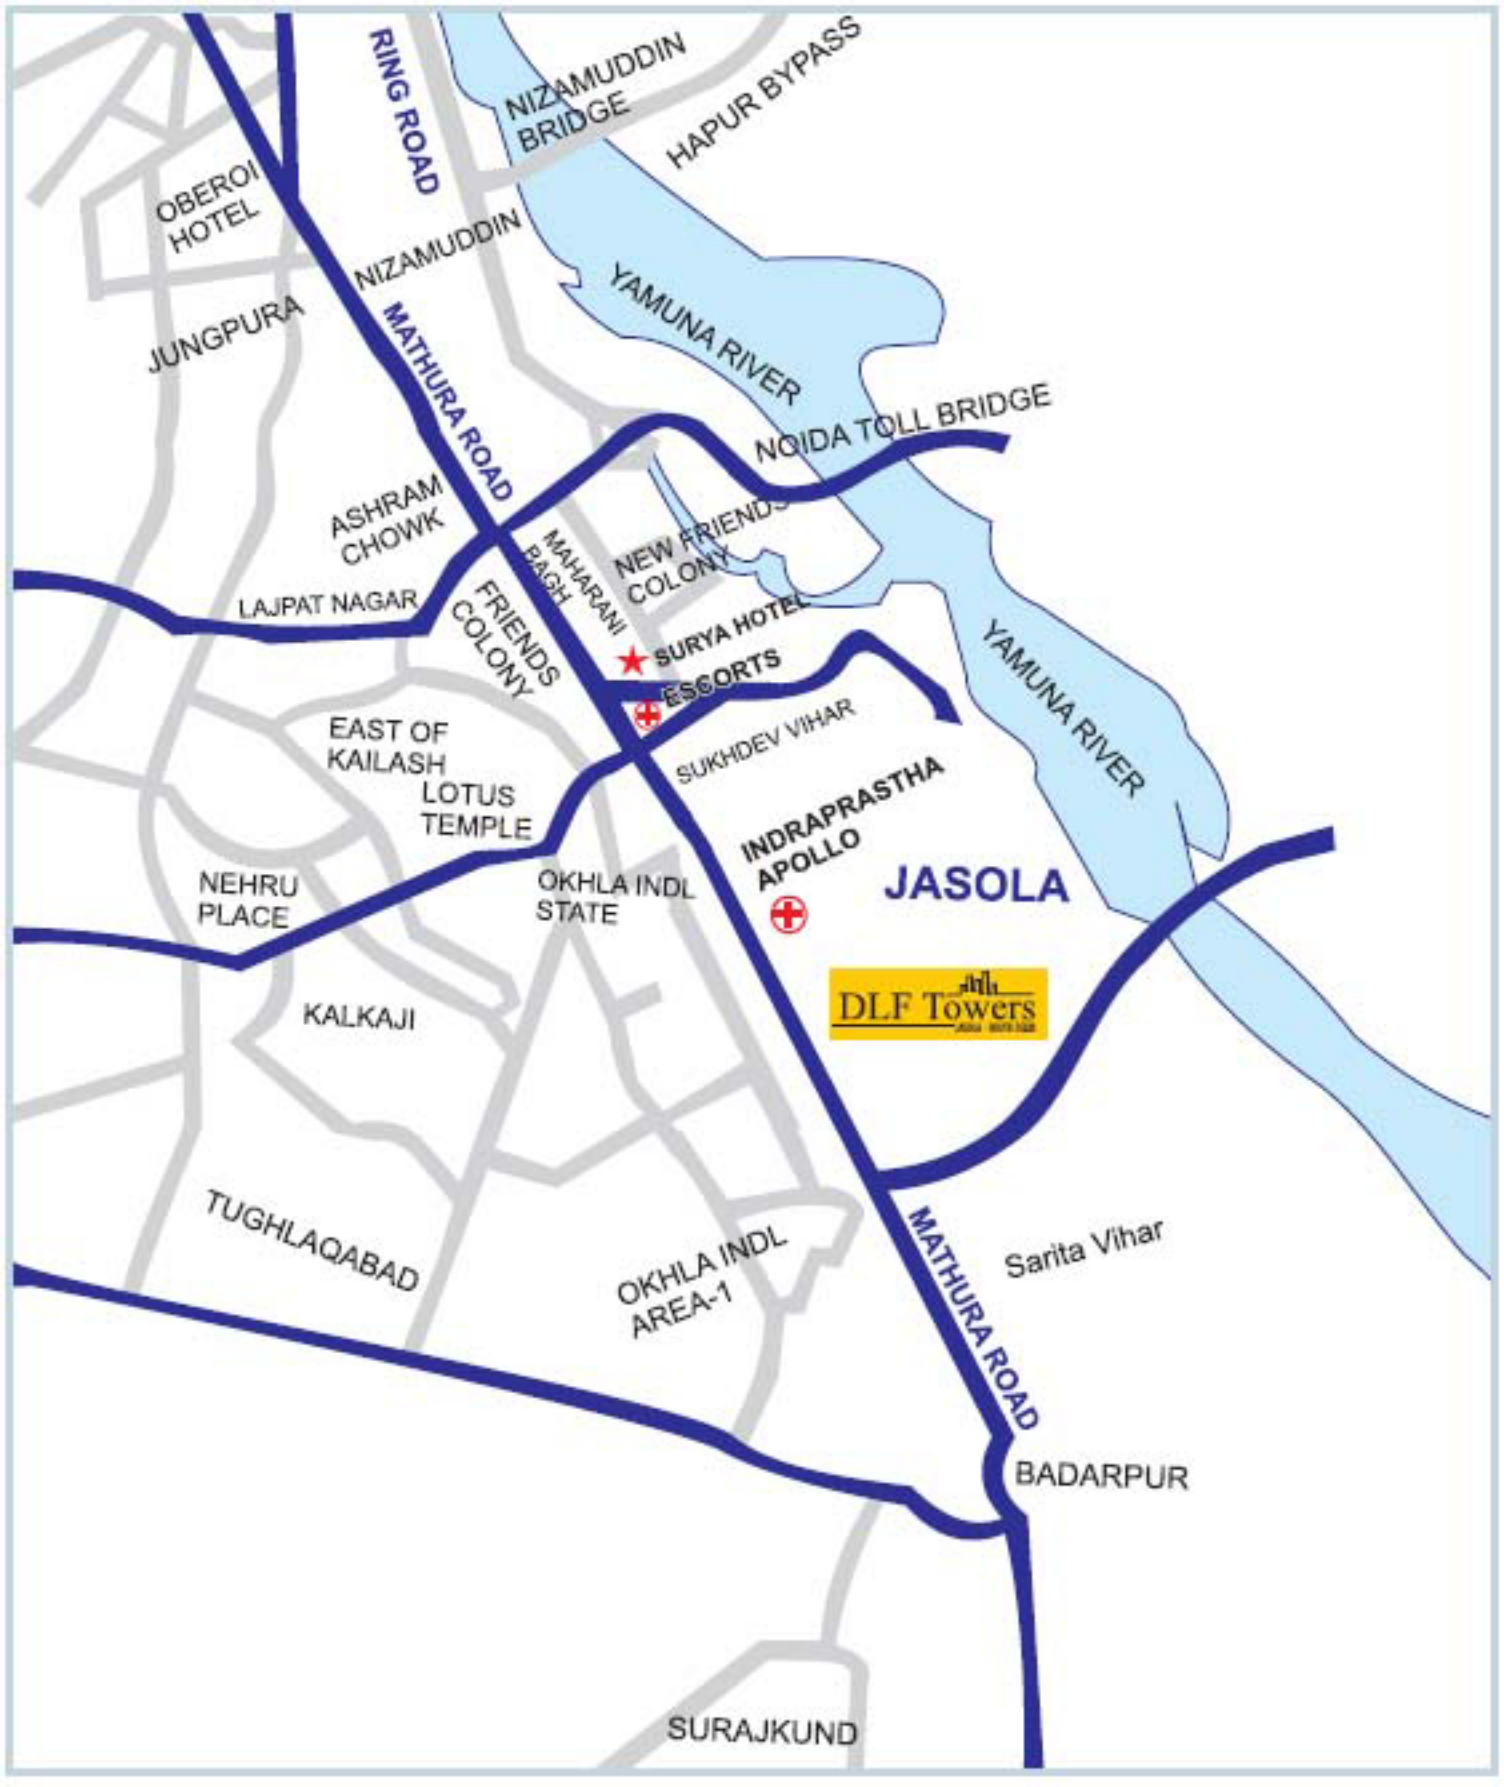 RING ROAD
NIZAMUDDIN
BRIDGE
HAPUR BYPASS
OBEROI
HOTEL
NIZAMUDDIN
JUNGPURA
MATHURA ROAD
YAMUNA RIVER
NOIDA TOLL BRIDGE
ASHRAM
CHOWK
LAJPAT NAGAR
MAHARANI
BAGH
NEW FRIENDS
COLONY
FRIENDS
COLONY
SURYA HOTEL
ESCORTS
YAMUNA RIVER
SUKHDEV VIHAR
EAST OF
KAILASH
LOTUS
TEMPLE
INDRAPRASTHA
APOLLO
JASOLA
NEHRU
PLACE
OKHLA INDL
STATE
DLF Towers
KALKAJI
TUGHLAQABAD
OKHLA INDL
AREA-1
MATHURA ROAD
Sarita Vihar
BADARPUR
SURAJKUND